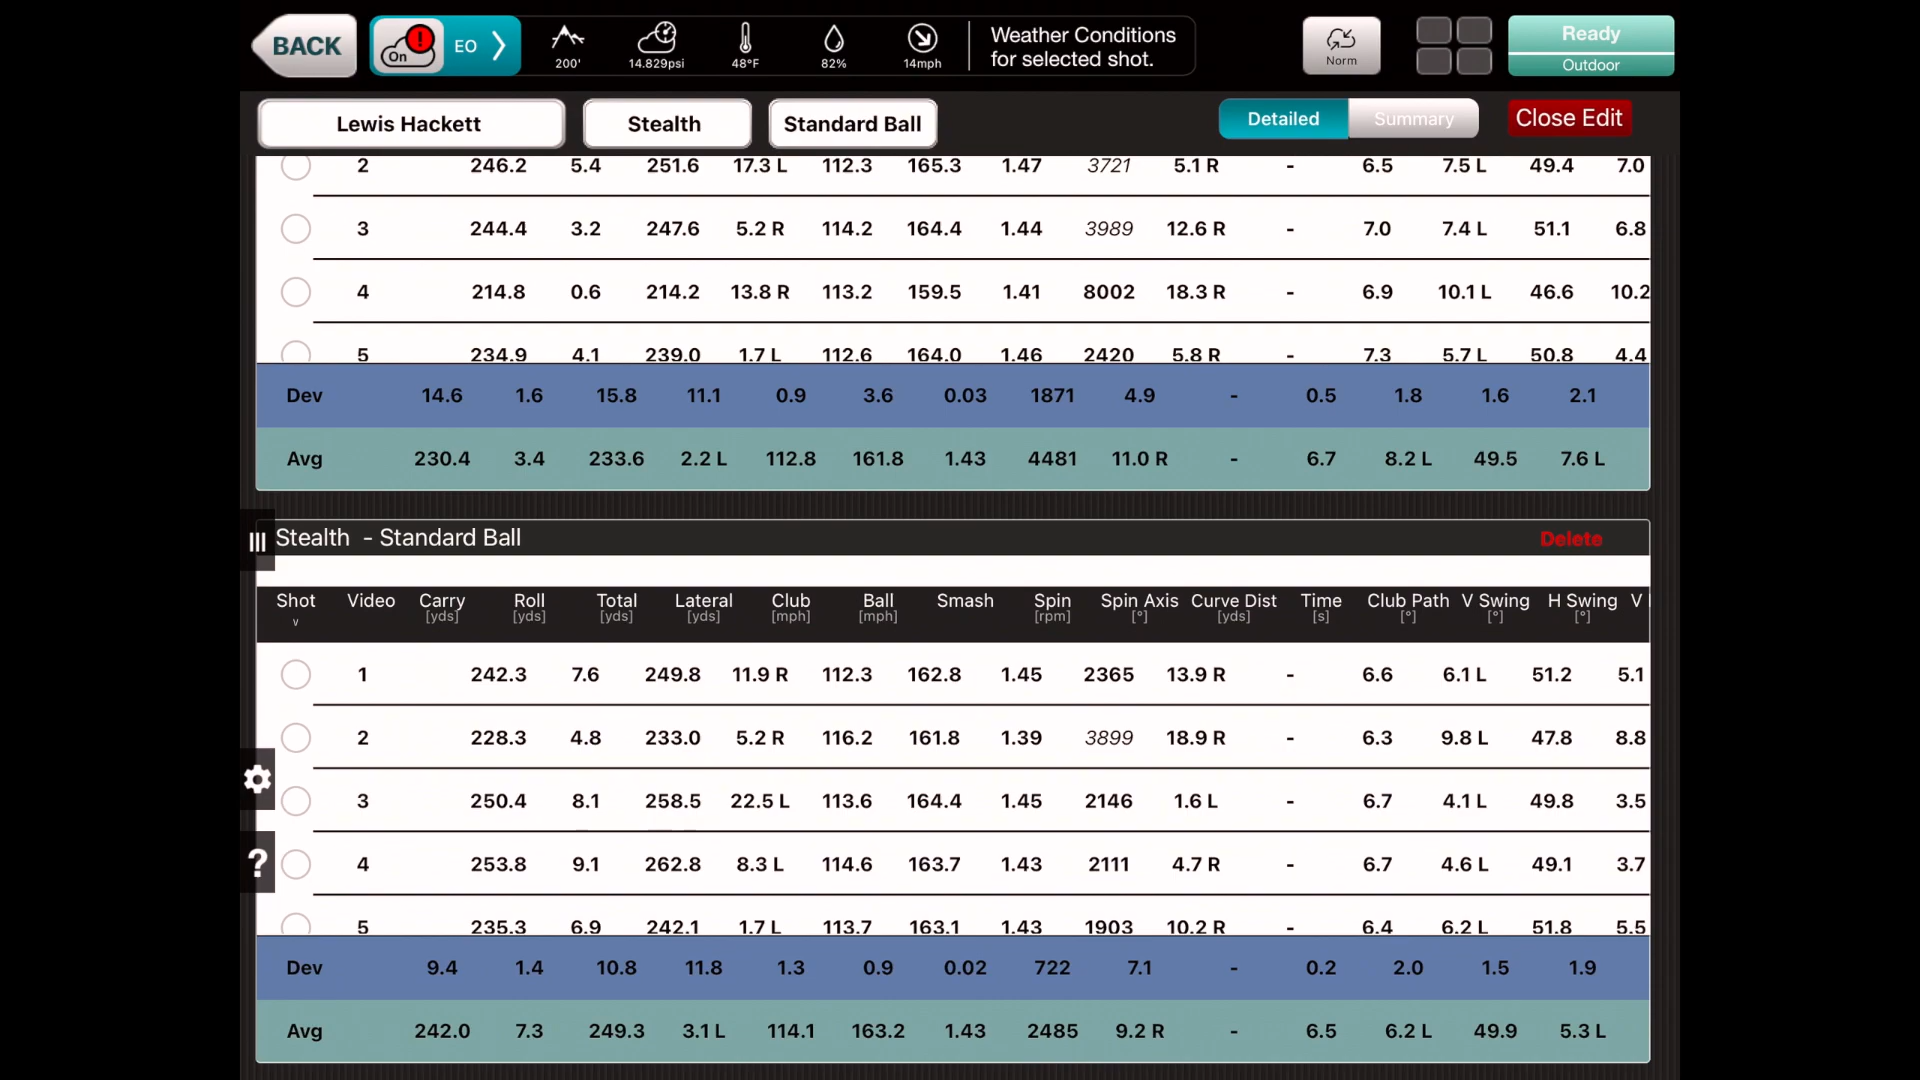 BACK
On ! EO
200'
14.829psi
48°F
82%
14mph
Weather Conditions
for selected shot.
Norm
Ready
Outdoor
Lewis Hackett
Stealth
Standard Ball
Detailed
Summary
Close Edit
2 246.2 5.4 251.6 17.3 L 112.3 165.3 1.47 3721 5.1 R - 6.5 7.5 L 49.4 7.0
3 244.4 3.2 247.6 5.2 R 114.2 164.4 1.44 3989 12.6 R - 7.0 7.4 L 51.1 6.8
4 214.8 0.6 214.2 13.8 R 113.2 159.5 1.41 8002 18.3 R - 6.9 10.1 L 46.6 10.2
5 234.9 4.1 239.0 1.7 L 112.6 164.0 1.46 2420 5.8 R - 7.3 5.7 L 50.8 4.4
Dev 14.6 1.6 15.8 11.1 0.9 3.6 0.03 1871 4.9 - 0.5 1.8 1.6 2.1
Avg 230.4 3.4 233.6 2.2 L 112.8 161.8 1.43 4481 11.0 R - 6.7 8.2 L 49.5 7.6 L
Stealth - Standard Ball
Delete
Shot Video Carry Roll Total Lateral Club Ball Smash Spin Spin Axis Curve Dist Time Club Path V Swing H Swing V
v [yds] [yds] [yds] [yds] [mph] [mph] [rpm] [°] [yds] [s] [°] [°] [°]
1 242.3 7.6 249.8 11.9 R 112.3 162.8 1.45 2365 13.9 R - 6.6 6.1 L 51.2 5.1
2 228.3 4.8 233.0 5.2 R 116.2 161.8 1.39 3899 18.9 R - 6.3 9.8 L 47.8 8.8
3 250.4 8.1 258.5 22.5 L 113.6 164.4 1.45 2146 1.6 L - 6.7 4.1 L 49.8 3.5
4 253.8 9.1 262.8 8.3 L 114.6 163.7 1.43 2111 4.7 R - 6.7 4.6 L 49.1 3.7
5 235.3 6.9 242.1 1.7 L 113.7 163.1 1.43 1903 10.2 R - 6.4 6.2 L 51.8 5.5
Dev 9.4 1.4 10.8 11.8 1.3 0.9 0.02 722 7.1 - 0.2 2.0 1.5 1.9
Avg 242.0 7.3 249.3 3.1 L 114.1 163.2 1.43 2485 9.2 R - 6.5 6.2 L 49.9 5.3 L
?